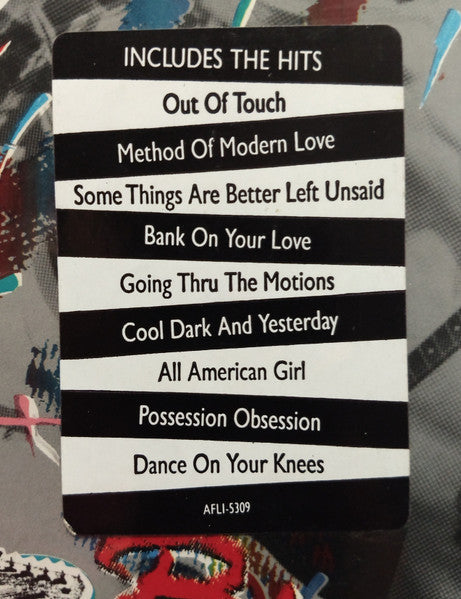 INCLUDES THE HITS
Out Of Touch
Method Of Modern Love
Some Things Are Better Left Unsaid
Bank On Your Love
Going Thru The Motions
Cool Dark And Yesterday
All American Girl
Possession Obsession
Dance On Your Knees
AFLI-5309